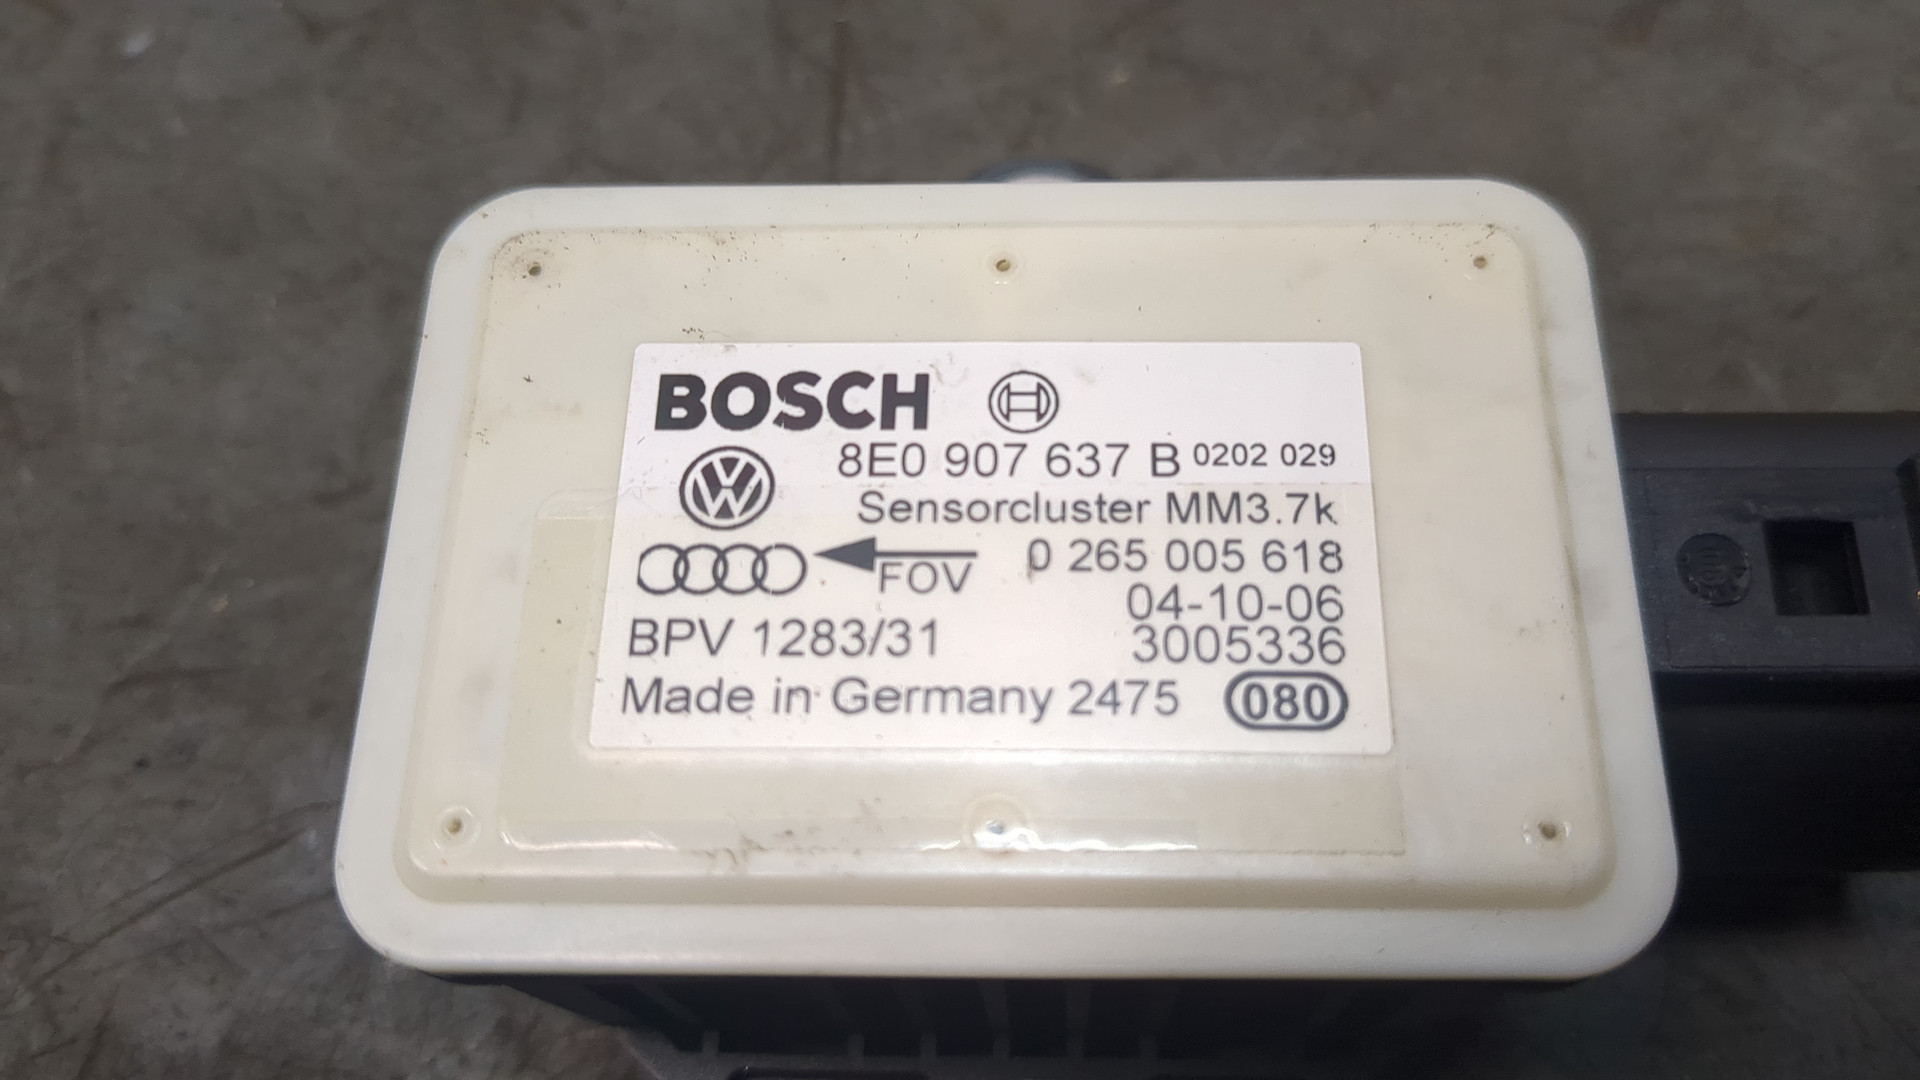 BOSCH
8E0 907 637 B 0202 029
Sensorcluster MM3.7k
FOV 0 265 005 618
04-10-06
BPV 1283/31 3005336
Made in Germany 2475 080